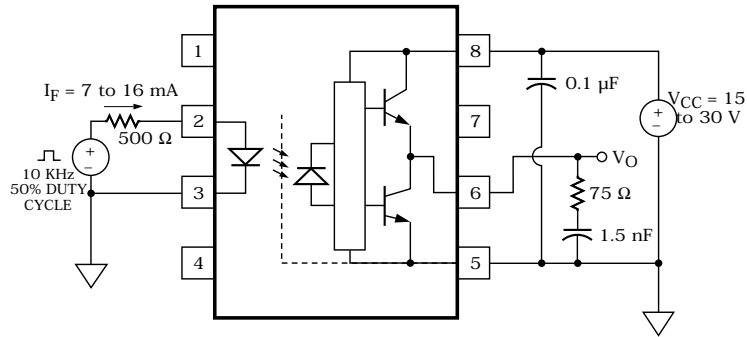 1
8
I_F = 7 to 16 mA
0.1 µF
V_CC = 15
to 30 V
+
−
2
7
500 Ω
+
−
10 KHz
50% DUTY
CYCLE
V_O
3
6
75 Ω
1.5 nF
4
5